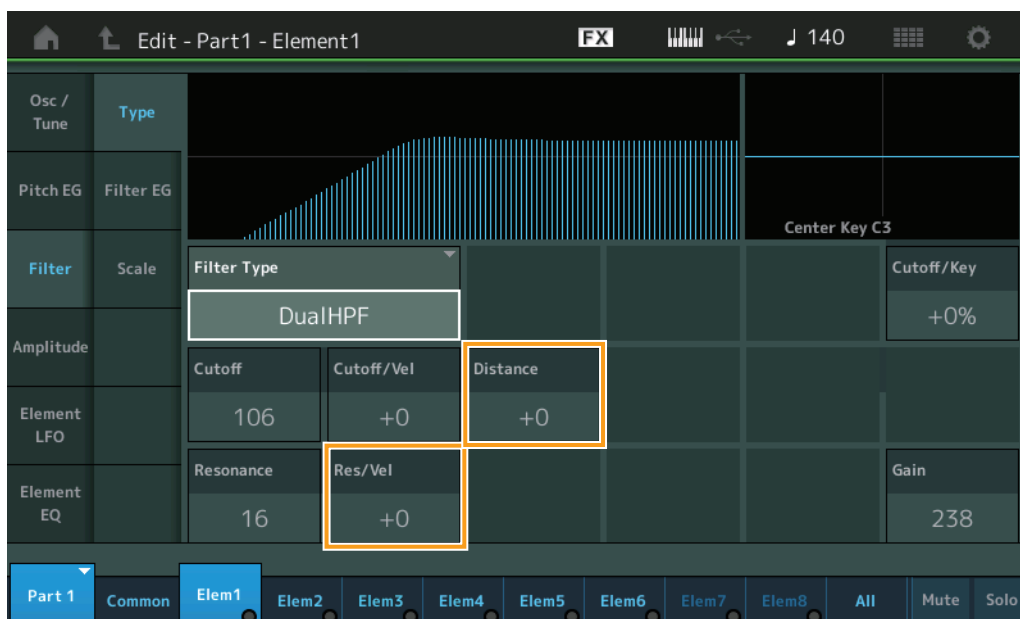 Edit - Part1 - Element1
FX
♩ 140
Osc / Tune
Type
Pitch EG
Filter EG
Center Key C3
Filter
Scale
Filter Type
Cutoff/Key
DualHPF
+0%
Amplitude
Cutoff
Cutoff/Vel
Distance
106
+0
+0
Element LFO
Resonance
Res/Vel
Gain
Element EQ
16
+0
238
Part 1
Common
Elem1
Elem2
Elem3
Elem4
Elem5
Elem6
Elem7
Elem8
All
Mute
Solo